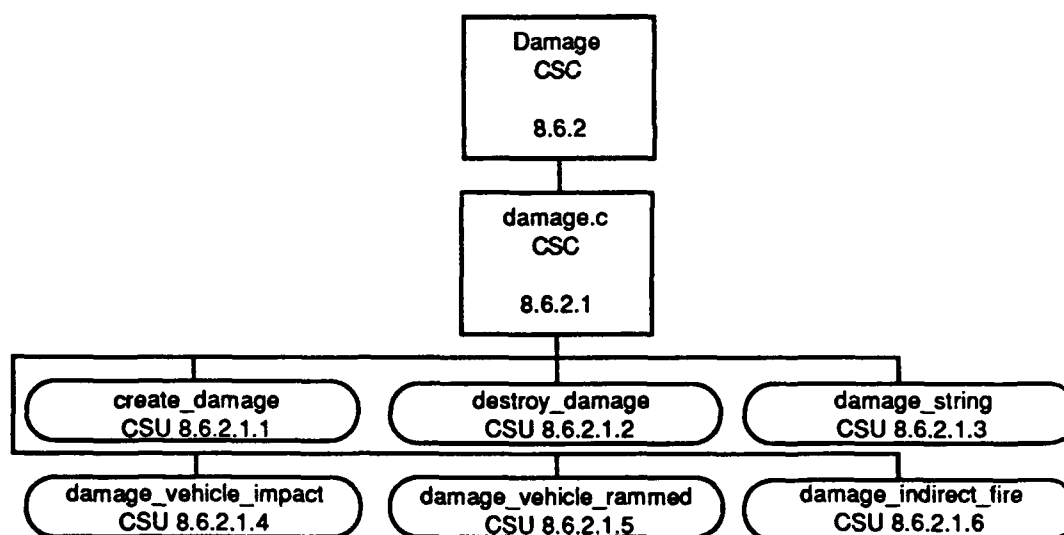 Damage
CSC
8.6.2
damage.c
CSC
8.6.2.1
create_damage
CSU 8.6.2.1.1
destroy_damage
CSU 8.6.2.1.2
damage_string
CSU 8.6.2.1.3
damage_vehicle_impact
CSU 8.6.2.1.4
damage_vehicle_rammed
CSU 8.6.2.1.5
damage_indirect_fire
CSU 8.6.2.1.6